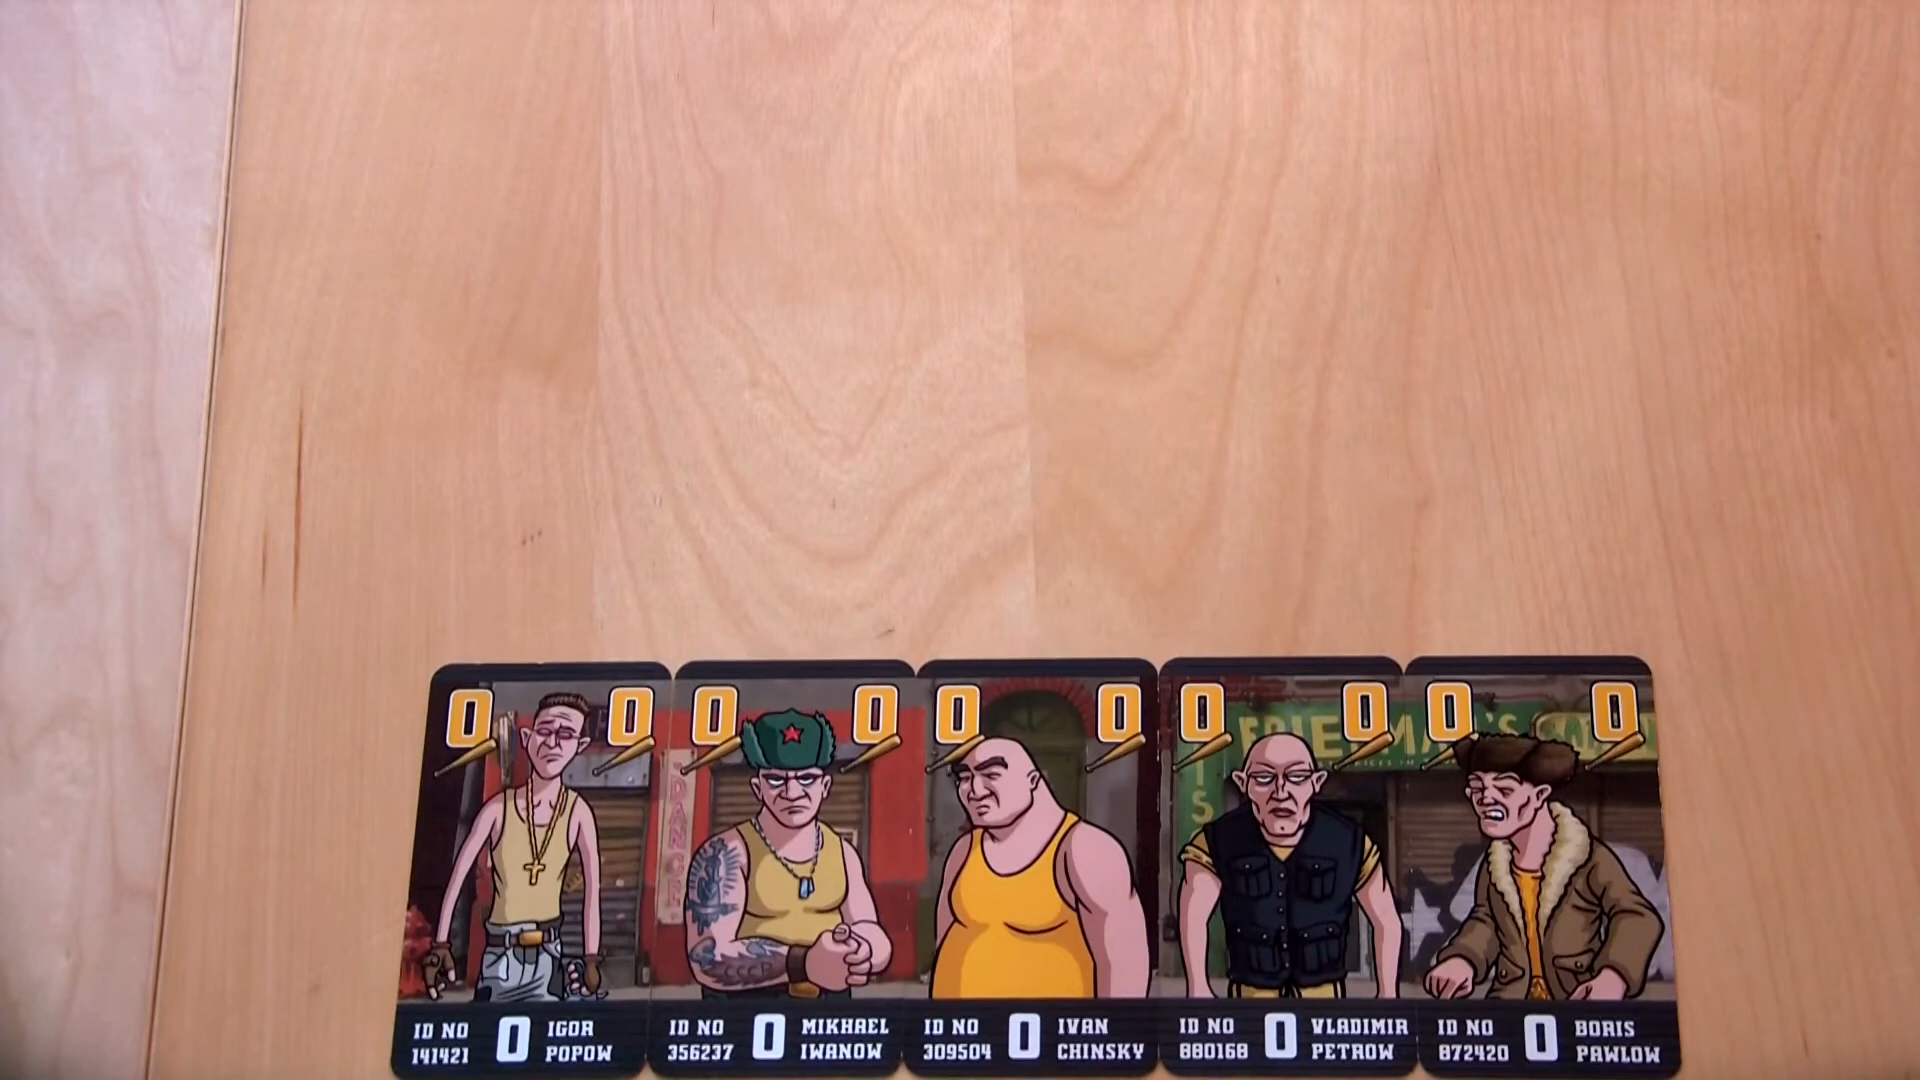 0 0 0 0 0 0 0 0 0 0
DANCE
ID NO 0 IGOR
141421 POPOW
ID NO 0 MIKHAEL
356237 IWANOW
ID NO 0 IVAN
309504 CHINSKY
ID NO 0 VLADIMIR
880168 PETROW
ID NO 0 BORIS
872420 PAWLOW